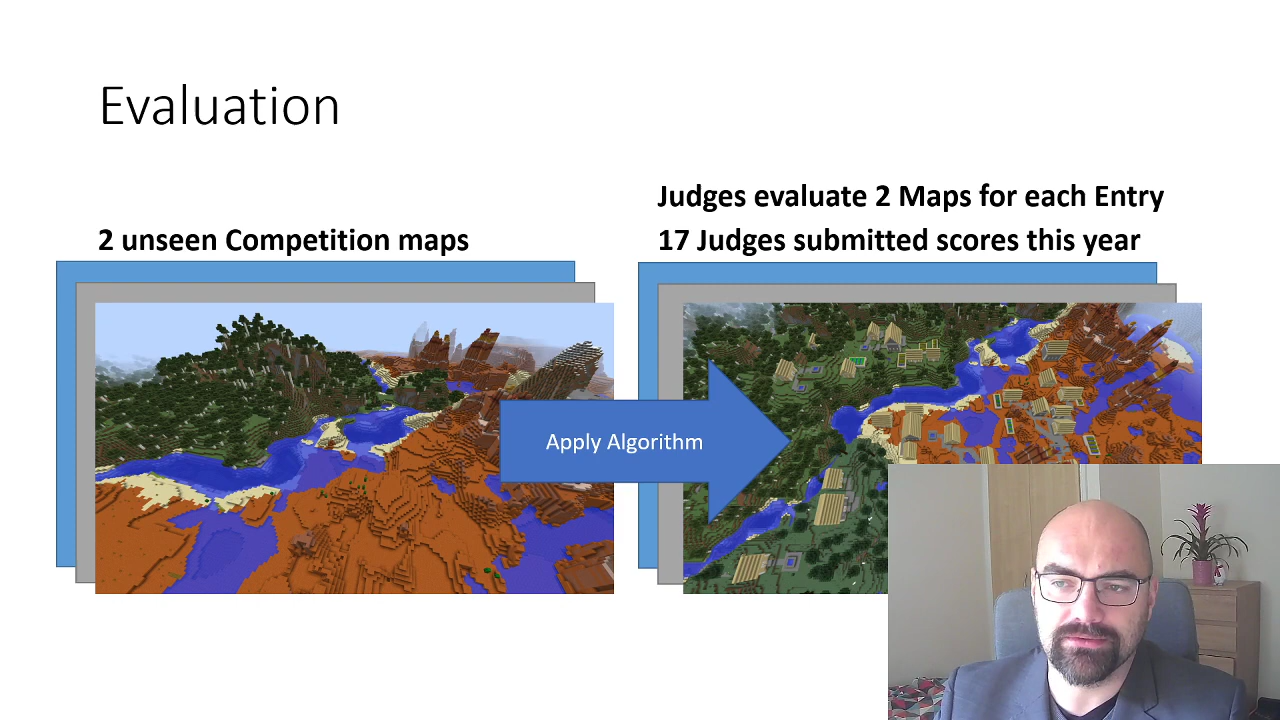 Evaluation
2 unseen Competition maps
Judges evaluate 2 Maps for each Entry
17 Judges submitted scores this year
Apply Algorithm